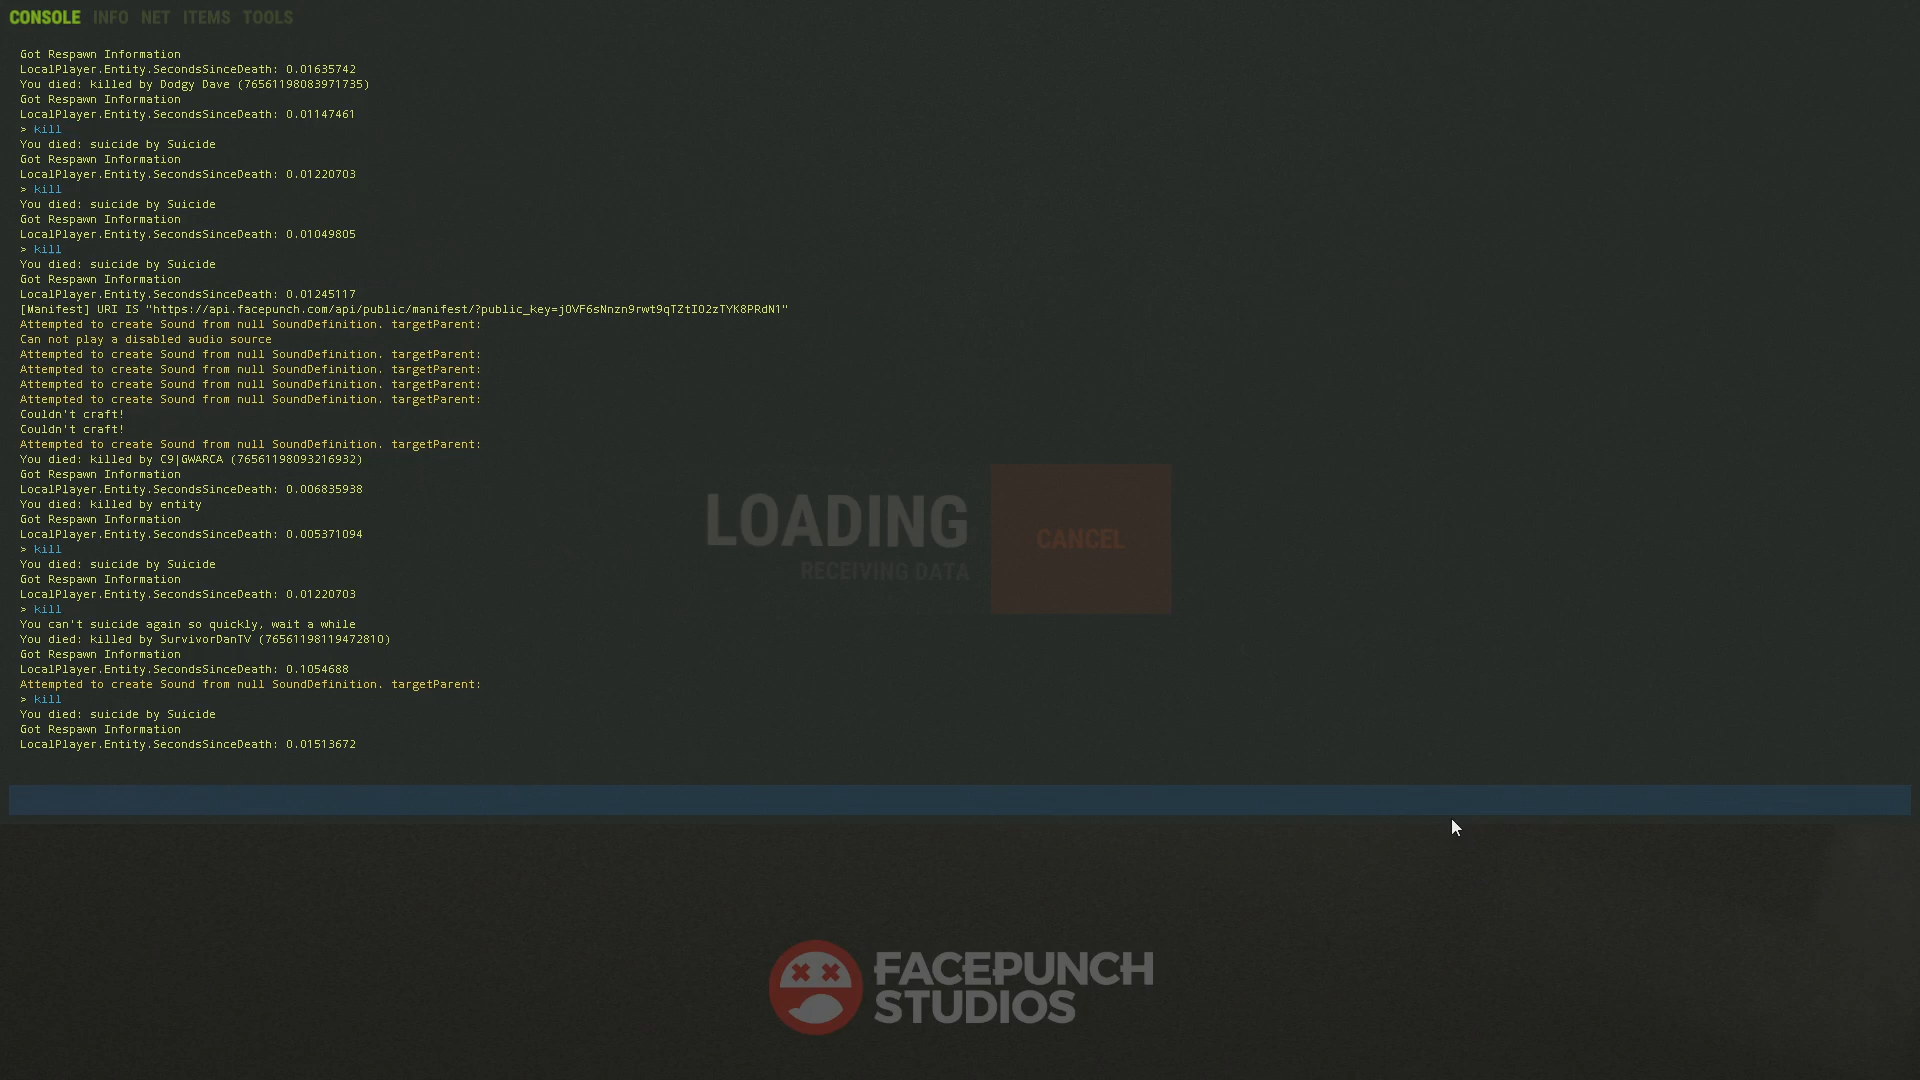 CONSOLE INFO NET ITEMS TOOLS
Got Respawn Information
LocalPlayer.Entity.SecondsSinceDeath: 0.01635742
You died: killed by Dodgy Dave (76561198083971735)
Got Respawn Information
LocalPlayer.Entity.SecondsSinceDeath: 0.01147461
> kill
You died: suicide by Suicide
Got Respawn Information
LocalPlayer.Entity.SecondsSinceDeath: 0.01220703
> kill
You died: suicide by Suicide
Got Respawn Information
LocalPlayer.Entity.SecondsSinceDeath: 0.01049805
> kill
You died: suicide by Suicide
Got Respawn Information
LocalPlayer.Entity.SecondsSinceDeath: 0.01245117
[Manifest] URI IS "https://api.facepunch.com/api/public/manifest/?public_key=jOVF6sNnzn9rwt9qTZtIO2zTYK8PRdN1"
Attempted to create Sound from null SoundDefinition. targetParent:
Can not play a disabled audio source
Attempted to create Sound from null SoundDefinition. targetParent:
Attempted to create Sound from null SoundDefinition. targetParent:
Attempted to create Sound from null SoundDefinition. targetParent:
Attempted to create Sound from null SoundDefinition. targetParent:
Couldn't craft!
Couldn't craft!
Attempted to create Sound from null SoundDefinition. targetParent:
You died: killed by C9|GWARCA (76561198093216932)
Got Respawn Information
LocalPlayer.Entity.SecondsSinceDeath: 0.006835938
You died: killed by entity
Got Respawn Information
LocalPlayer.Entity.SecondsSinceDeath: 0.005371094
> kill
You died: suicide by Suicide
Got Respawn Information
LocalPlayer.Entity.SecondsSinceDeath: 0.01220703
> kill
You can't suicide again so quickly, wait a while
You died: killed by SurvivorDanTV (76561198119472810)
Got Respawn Information
LocalPlayer.Entity.SecondsSinceDeath: 0.1054688
Attempted to create Sound from null SoundDefinition. targetParent:
> kill
You died: suicide by Suicide
Got Respawn Information
LocalPlayer.Entity.SecondsSinceDeath: 0.01513672
LOADING
RECEIVING DATA
CANCEL
FACEPUNCH
STUDIOS